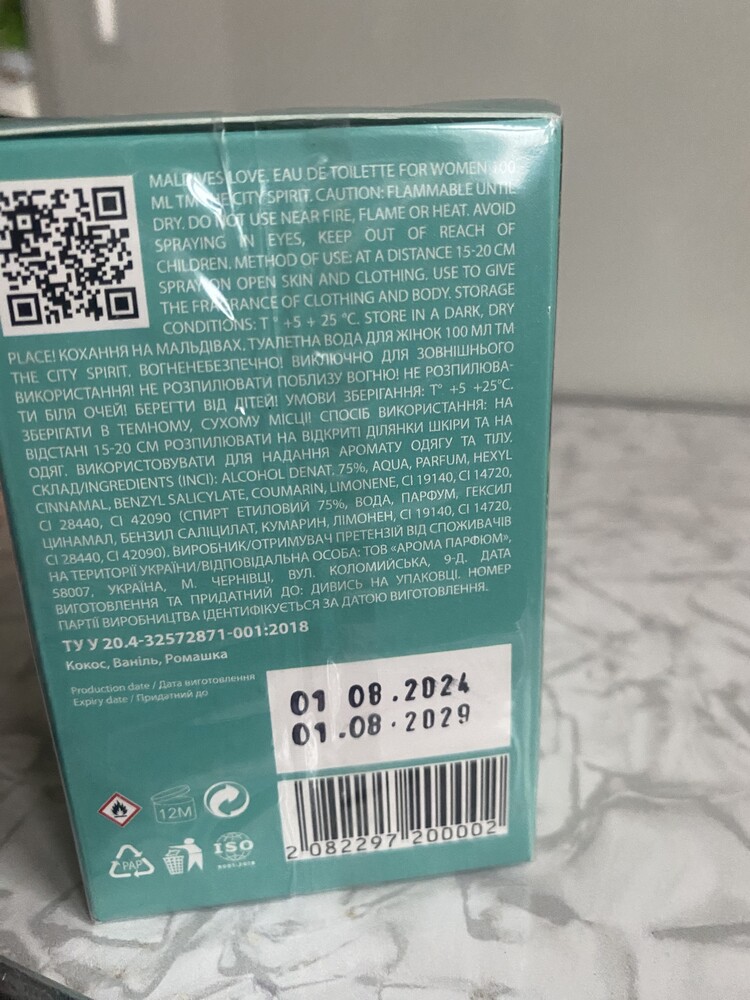 MALDIVES LOVE. EAU DE TOILETTE FOR WOMEN 100
ML TM THE CITY SPIRIT. CAUTION: FLAMMABLE UNTIL
DRY. DO NOT USE NEAR FIRE, FLAME OR HEAT. AVOID
SPRAYING IN EYES, KEEP OUT OF REACH OF
CHILDREN. METHOD OF USE: AT A DISTANCE 15-20 CM
SPRAY ON OPEN SKIN AND CLOTHING. USE TO GIVE
THE FRAGRANCE OF CLOTHING AND BODY. STORAGE
CONDITIONS: T° +5 + 25 °C. STORE IN A DARK, DRY
PLACE! КОХАННЯ НА МАЛЬДІВАХ. ТУАЛЕТНА ВОДА ДЛЯ ЖІНОК 100 МЛ ТМ
THE CITY SPIRIT. ВОГНЕНЕБЕЗПЕЧНО! ВИКЛЮЧНО ДЛЯ ЗОВНІШНЬОГО
ВИКОРИСТАННЯ! НЕ РОЗПИЛЮВАТИ ПОБЛИЗУ ВОГНЮ! НЕ РОЗПИЛЮВА-
ТИ БІЛЯ ОЧЕЙ! БЕРЕГТИ ВІД ДІТЕЙ! УМОВИ ЗБЕРІГАННЯ: T° +5 +25°C.
ЗБЕРІГАТИ В ТЕМНОМУ, СУХОМУ МІСЦІ! СПОСІБ ВИКОРИСТАННЯ: НА
ВІДСТАНІ 15-20 СМ РОЗПИЛЮВАТИ НА ВІДКРИТІ ДІЛЯНКИ ШКІРИ ТА НА
ОДЯГ. ВИКОРИСТОВУВАТИ ДЛЯ НАДАННЯ АРОМАТУ ОДЯГУ ТА ТІЛУ.
СКЛАД/INGREDIENTS (INCI): ALCOHOL DENAT. 75%, AQUA, PARFUM, HEXYL
CINNAMAL, BENZYL SALICYLATE, COUMARIN, LIMONENE, CI 19140, CI 14720,
CI 28440, CI 42090 (СПИРТ ЕТИЛОВИЙ 75%, ВОДА, ПАРФУМ, ГЕКСИЛ
ЦИНАМАЛ, БЕНЗИЛ САЛІЦИЛАТ, КУМАРИН, ЛІМОНЕН, CI 19140, CI 14720,
CI 28440, CI 42090). ВИРОБНИК/ОТРИМУВАЧ ПРЕТЕНЗІЙ ВІД СПОЖИВАЧІВ
НА ТЕРИТОРІЇ УКРАЇНИ/ВІДПОВІДАЛЬНА ОСОБА: ТОВ «АРОМА ПАРФЮМ»,
58007, УКРАЇНА, М. ЧЕРНІВЦІ, ВУЛ. КОЛОМИЙСЬКА, 9-Д. ДАТА
ВИГОТОВЛЕННЯ ТА ПРИДАТНИЙ ДО: ДИВИСЬ НА УПАКОВЦІ. НОМЕР
ПАРТІЇ ВИРОБНИЦТВА ІДЕНТИФІКУЄТЬСЯ ЗА ДАТОЮ ВИГОТОВЛЕННЯ.
ТУ У 20.4-32572871-001:2018
Кокос, Ваніль, Ромашка
Production date / Дата виготовлення
Expiry date / Придатний до
01 08.2024
01.08.2029
12M
PAP
ISO
2 082297 200002